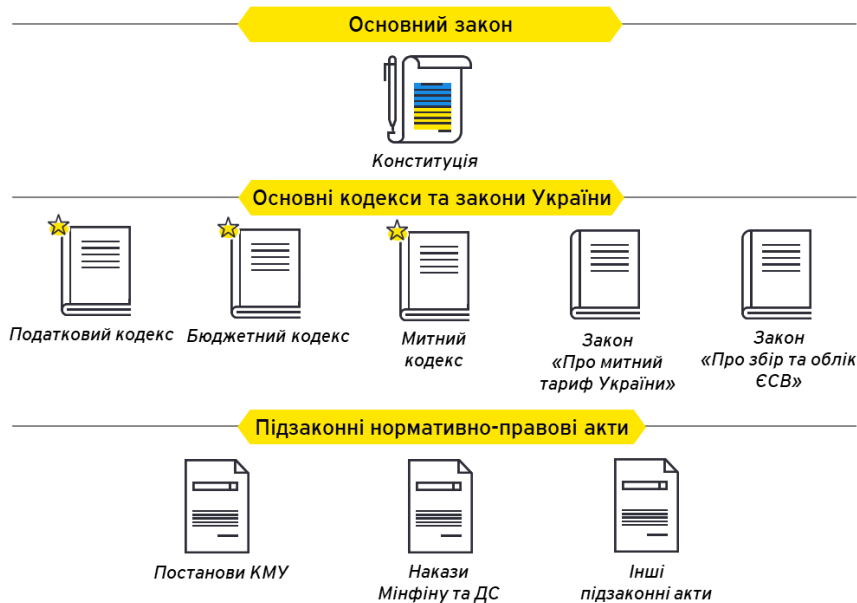 Основний закон
Конституція
Основні кодекси та закони України
Податковий кодекс
Бюджетний кодекс
Митний
кодекс
Закон
«Про митний
тариф України»
Закон
«Про збір та облік
ЄСВ»
Підзаконні нормативно-правові акти
Постанови КМУ
Накази
Мінфіну та ДС
Інші
підзаконні акти